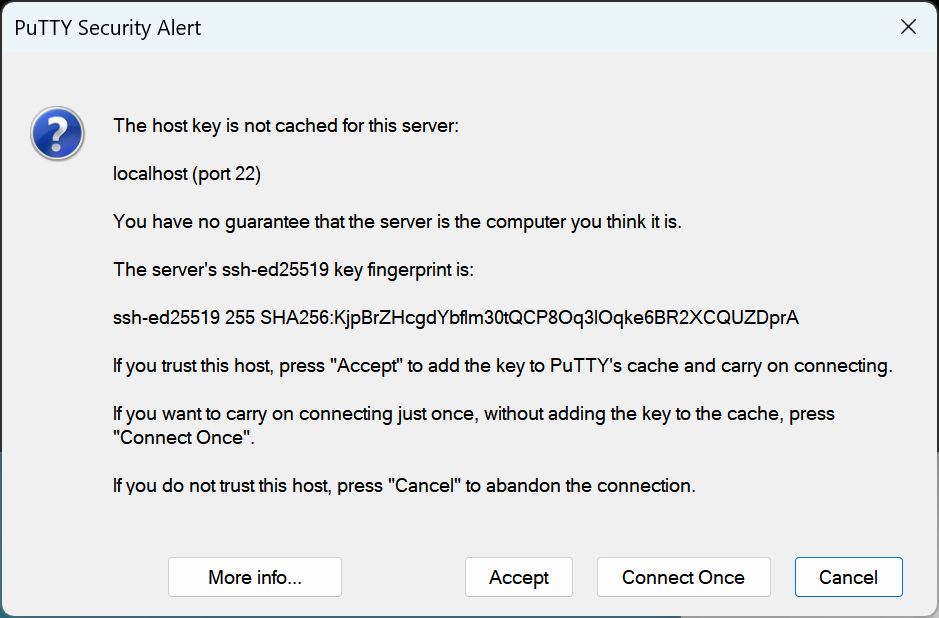 PuTTY Security Alert
The host key is not cached for this server:
localhost (port 22)
You have no guarantee that the server is the computer you think it is.
The server's ssh-ed25519 key fingerprint is:
ssh-ed25519 255 SHA256:KjpBrZHcgdYbflm30tQCP8Oq3lOqke6BR2XCQUZDprA
If you trust this host, press "Accept" to add the key to PuTTY's cache and carry on connecting.
If you want to carry on connecting just once, without adding the key to the cache, press
"Connect Once".
If you do not trust this host, press "Cancel" to abandon the connection.
More info...
Accept
Connect Once
Cancel